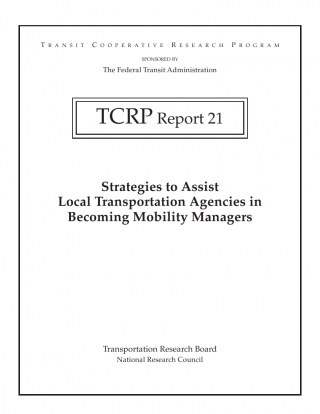 TRANSIT COOPERATIVE RESEARCH PROGRAM
SPONSORED BY
The Federal Transit Administration
TCRP Report 21
Strategies to Assist
Local Transportation Agencies in
Becoming Mobility Managers
Transportation Research Board
National Research Council